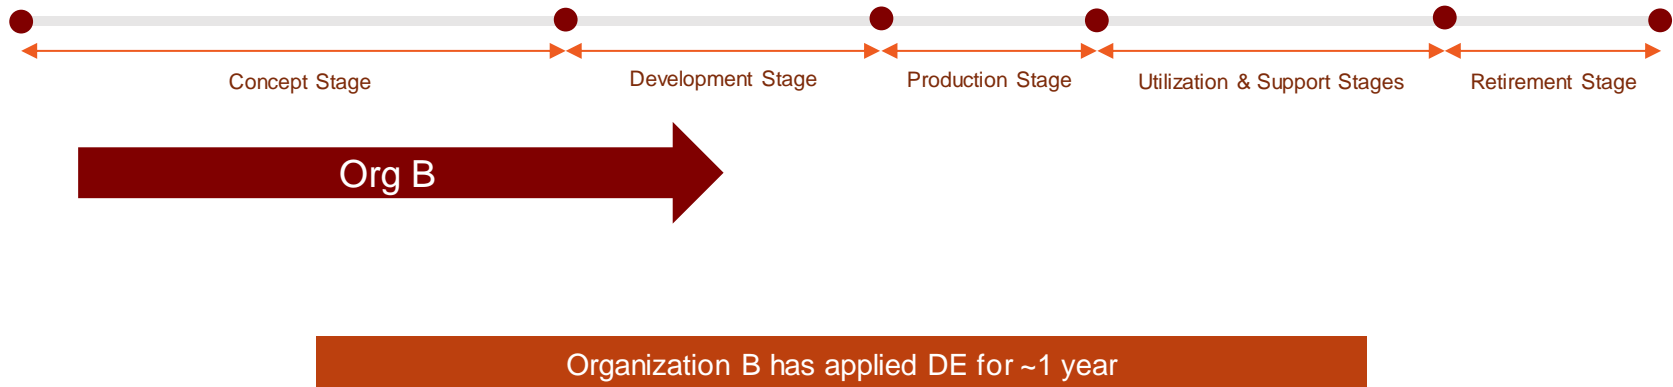 Concept Stage
Development Stage
Production Stage
Utilization & Support Stages
Retirement Stage
Org B
Organization B has applied DE for ~1 year